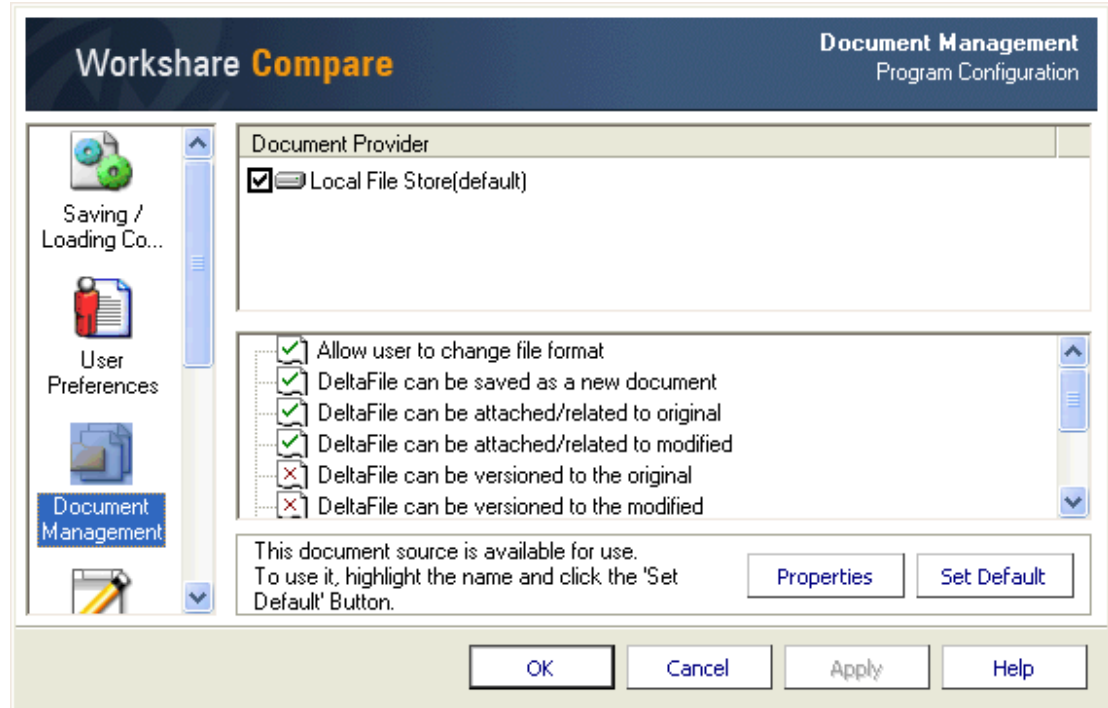 Workshare Compare
Document Management
Program Configuration
Saving /
Loading Co...
User
Preferences
Document
Management
Document Provider
Local File Store(default)
Allow user to change file format
DeltaFile can be saved as a new document
DeltaFile can be attached/related to original
DeltaFile can be attached/related to modified
DeltaFile can be versioned to the original
DeltaFile can be versioned to the modified
This document source is available for use.
To use it, highlight the name and click the 'Set
Default' Button.
Properties
Set Default
OK
Cancel
Apply
Help